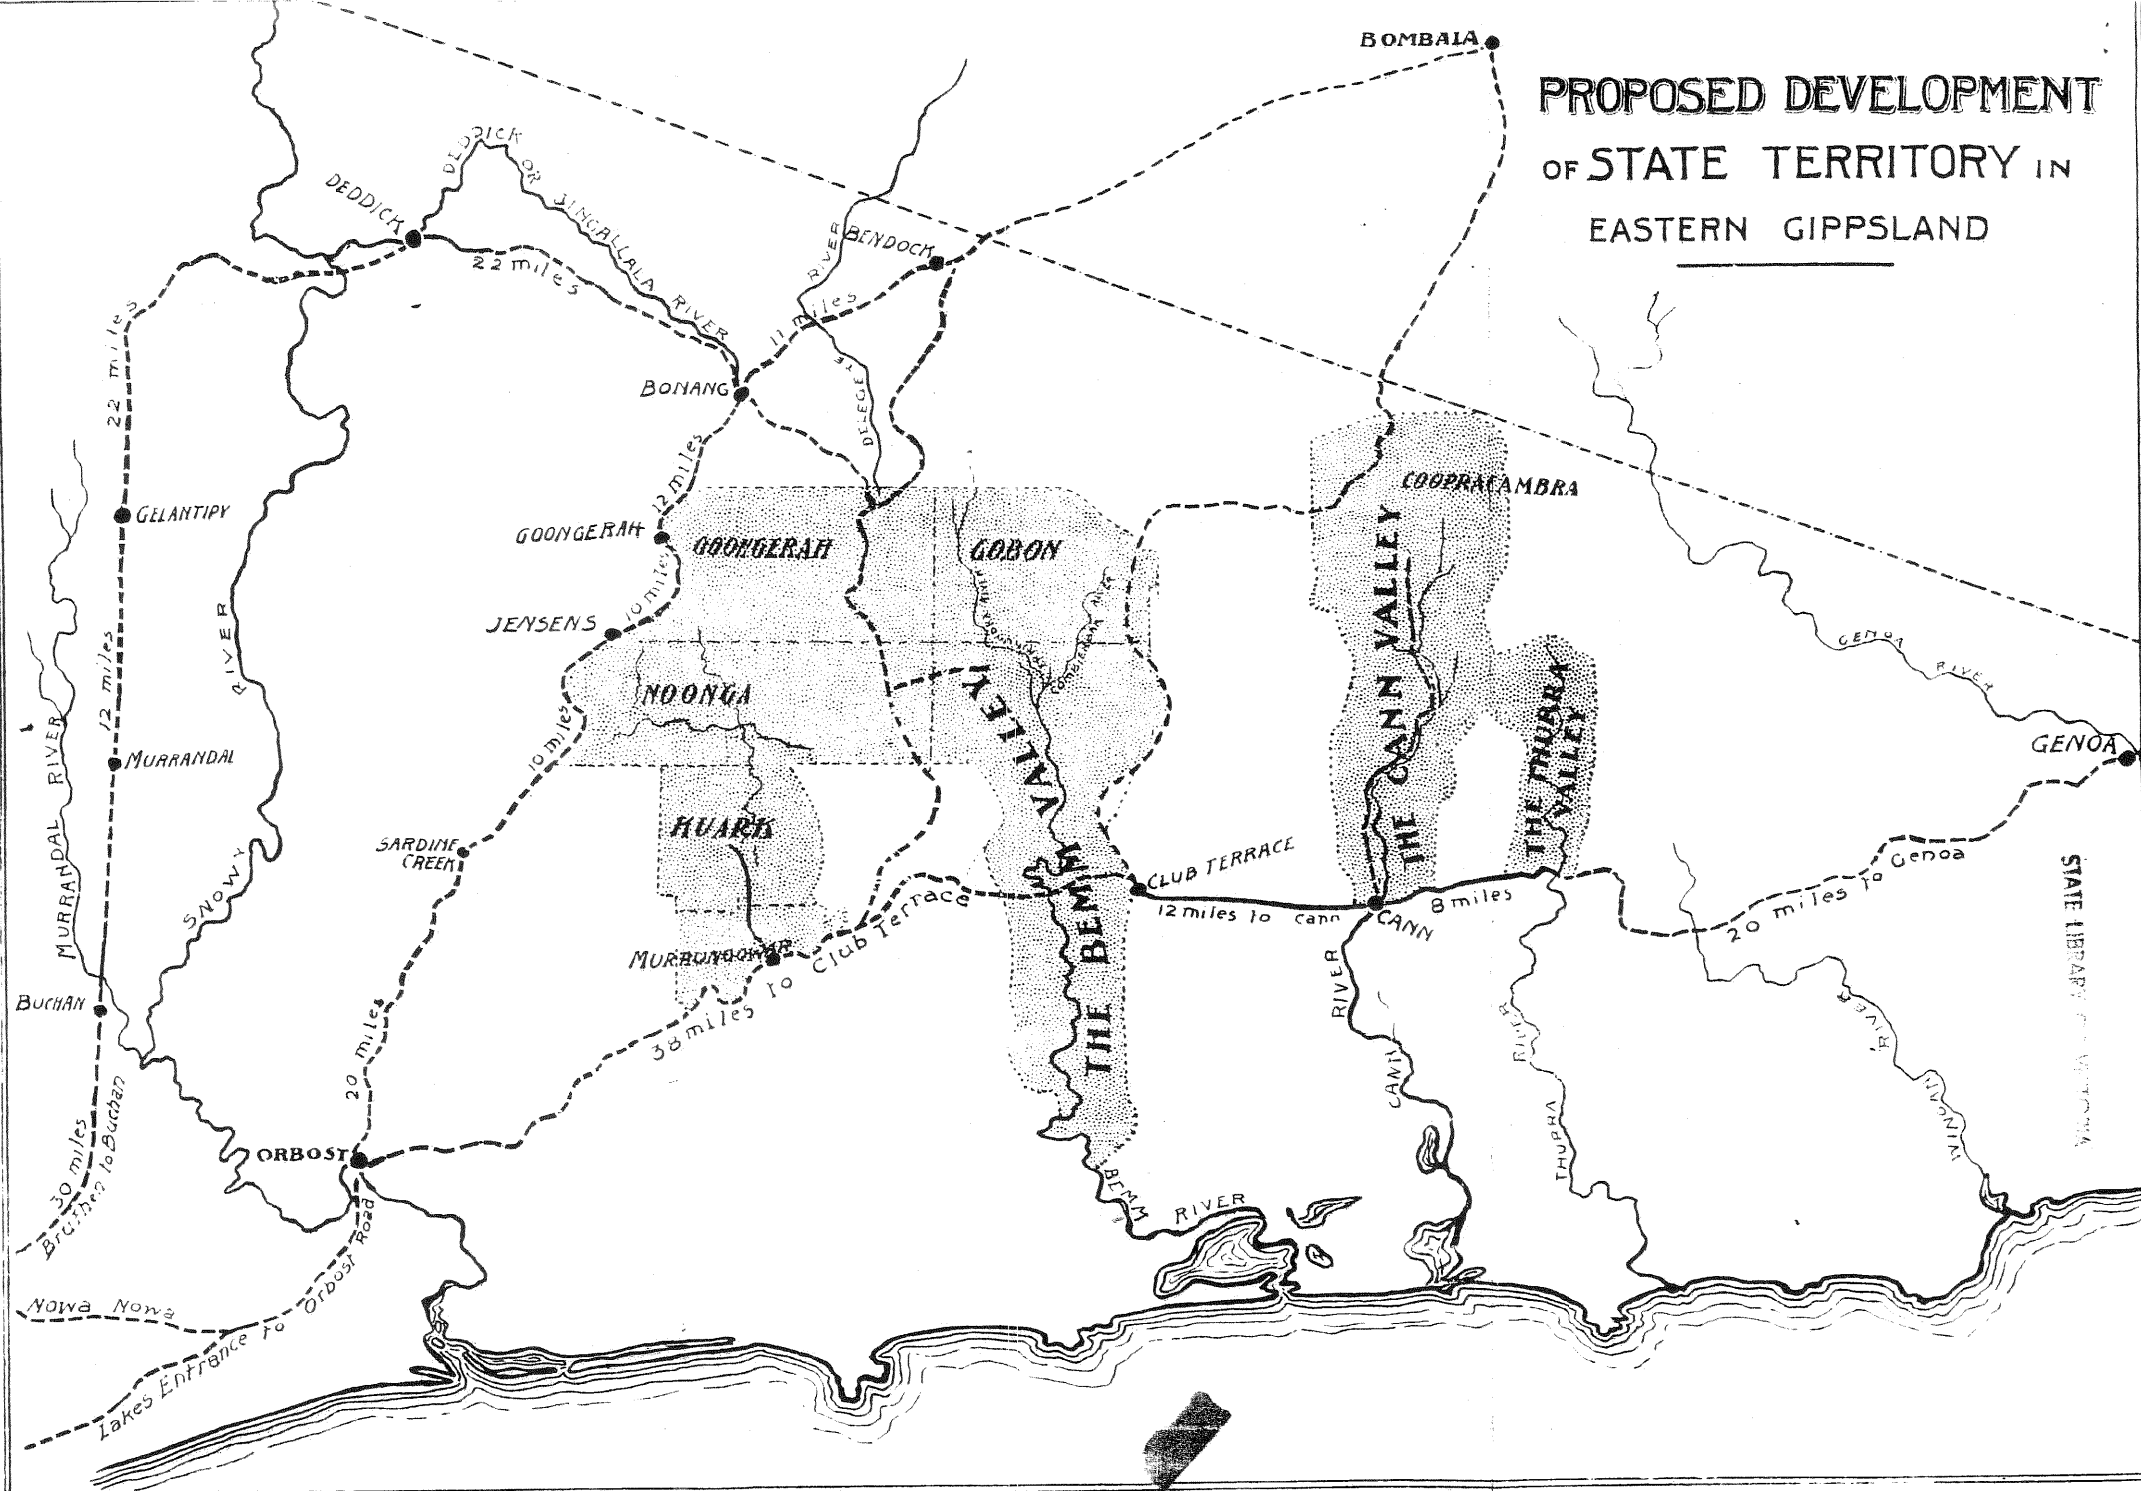 BOMBALA
PROPOSED DEVELOPMENT
OF STATE TERRITORY IN
EASTERN GIPPSLAND
DEDDICK OR JINGALLALA RIVER
DEDDICK
22 miles
BENDOCK
RIVER
DELEGETE
11 miles
22 miles
BONANG
12 miles
COOPRACAMBRA
GELANTIPY
GOONGERAH
GOONGERAH
GOBON
10 miles
JENSENS
COMBIENBAR RIVER
RIVER
SNOWY
NOONGA
12 miles
10 miles
MURRANDAL
MURRANDAL RIVER
THE BEMM VALLEY
THE CANN VALLEY
THE THURRA
VALLEY
GENOA RIVER
GENOA
KUARK
SARDINE
CREEK
CLUB TERRACE
12 miles to Cann
CANN
8 miles
20 miles to Genoa
MURRUNGOWAR
38 miles to Club Terrace
BUCHAN
20 miles
RIVER
CANN
RIVER
THURRA
RIVER
WINGAN
STATE LIBRARY
30 miles
Bruthen to Buchan
ORBOST
BEMM RIVER
Nowa Nowa
Lakes Entrance to Orbost Road